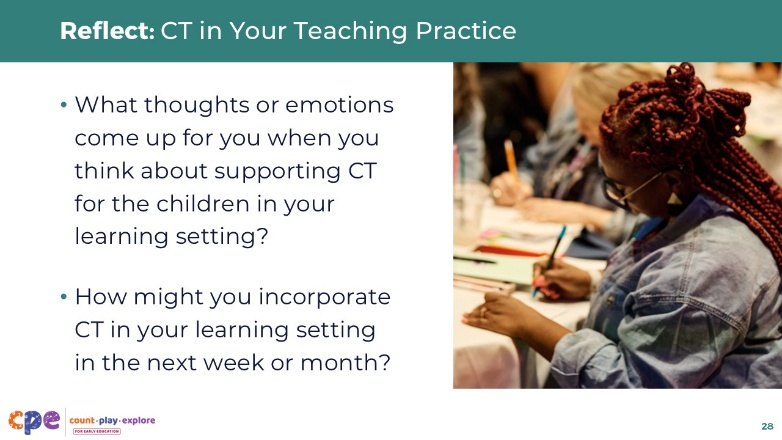 Reflect: CT in Your Teaching Practice
• What thoughts or emotions
come up for you when you
think about supporting CT
for the children in your
learning setting?
• How might you incorporate
CT in your learning setting
in the next week or month?
cpe
count·play·explore
FOR EARLY EDUCATION
28